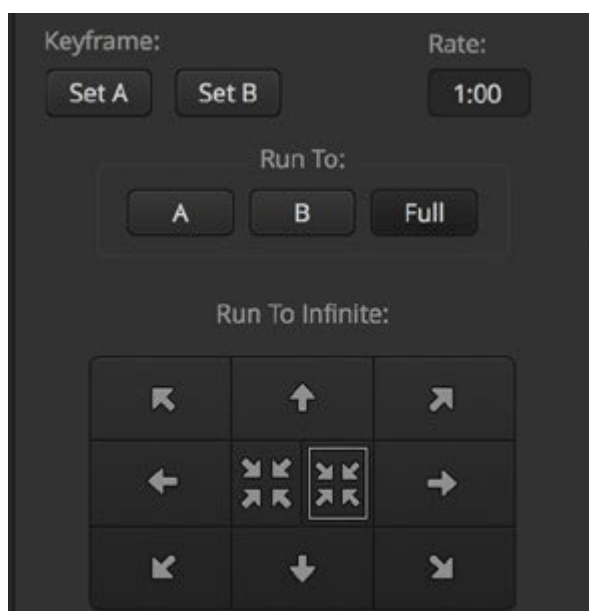 Keyframe: Rate:
Set A Set B 1:00
Run To:
A B Full
Run To Infinite: